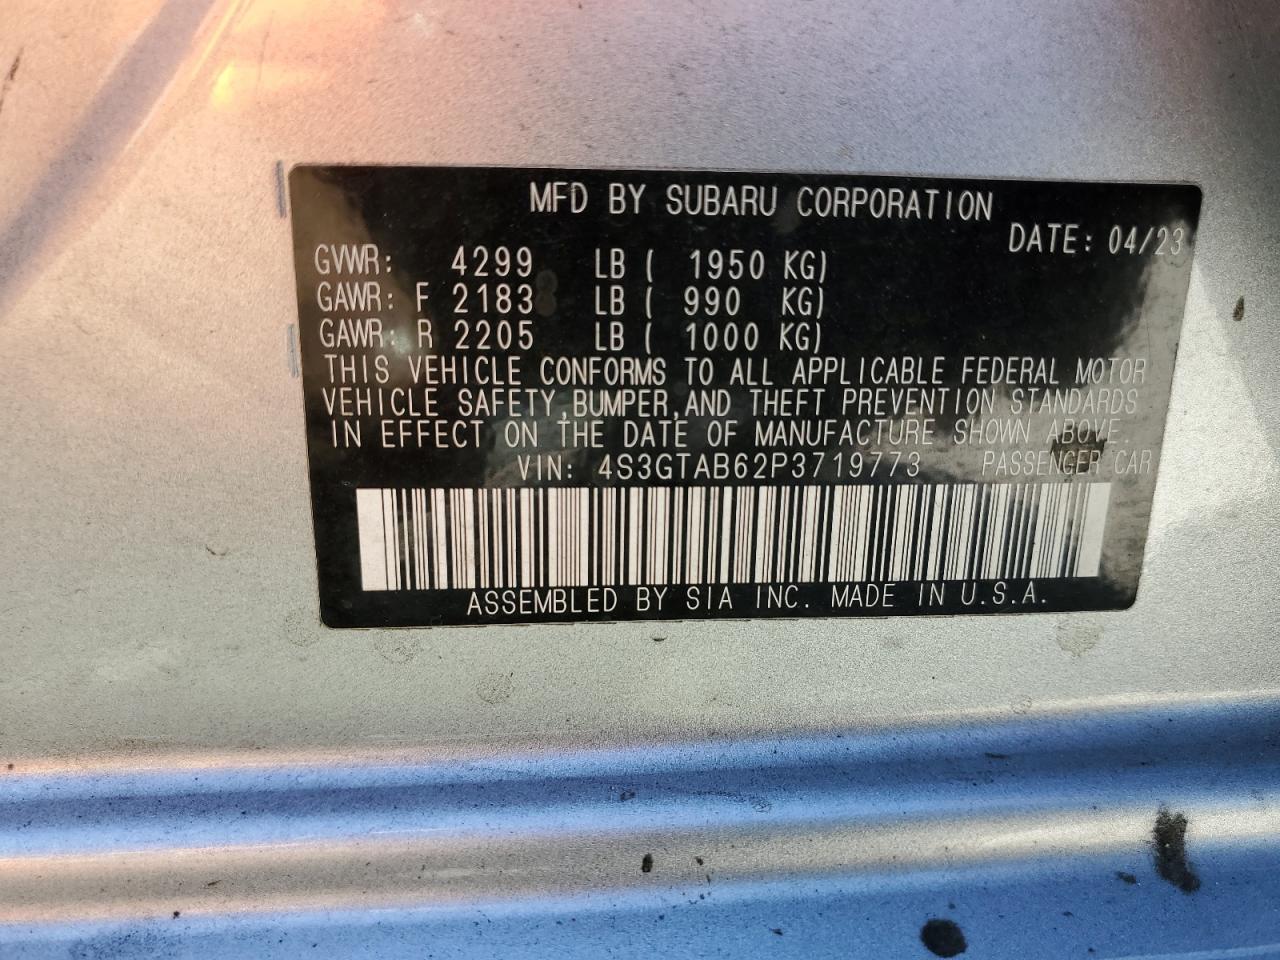 MFD BY SUBARU CORPORATION
DATE: 04/23
GVWR: 4299 LB ( 1950 KG)
GAWR: F 2183 LB ( 990 KG)
GAWR: R 2205 LB ( 1000 KG)
THIS VEHICLE CONFORMS TO ALL APPLICABLE FEDERAL MOTOR
VEHICLE SAFETY,BUMPER,AND THEFT PREVENTION STANDARDS
IN EFFECT ON THE DATE OF MANUFACTURE SHOWN ABOVE.
VIN: 4S3GTAB62P3719773 PASSENGER CAR
ASSEMBLED BY SIA INC. MADE IN U.S.A.